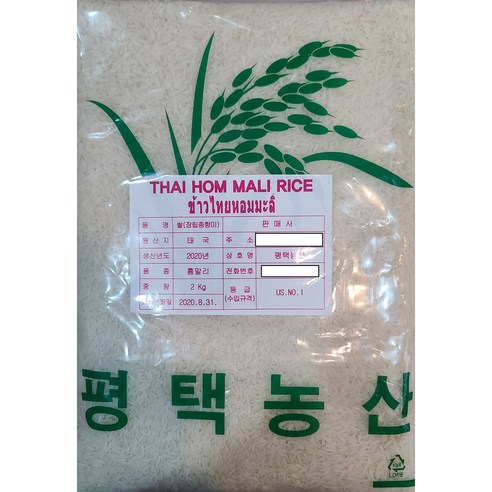 THAI HOM MALI RICE
ข้าวไทยหอมมะลิ
품 명 쌀(장립종향미) 판 매 사
원 산 지 태 국 주 소
생산년도 2020년 상 호 명 평택농
품 종 홈말리 전화번호
중 량 2 Kg 등 급 (수입규격) US.NO.1
2020.8.31.
평택농산
LDPE